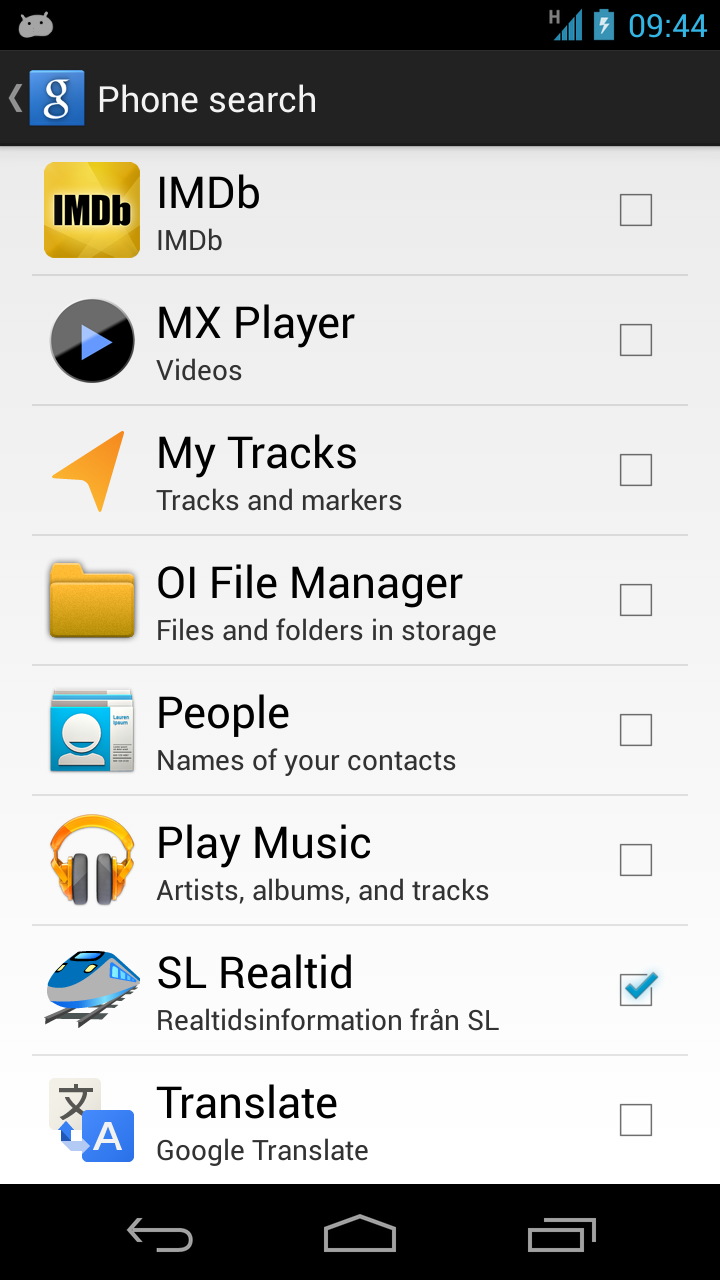 H
09:44
g
Phone search
IMDb
IMDb
IMDb
MX Player
Videos
My Tracks
Tracks and markers
OI File Manager
Files and folders in storage
People
Names of your contacts
Lauren
Ipsum
Play Music
Artists, albums, and tracks
SL Realtid
Realtidsinformation från SL
文
A
Translate
Google Translate